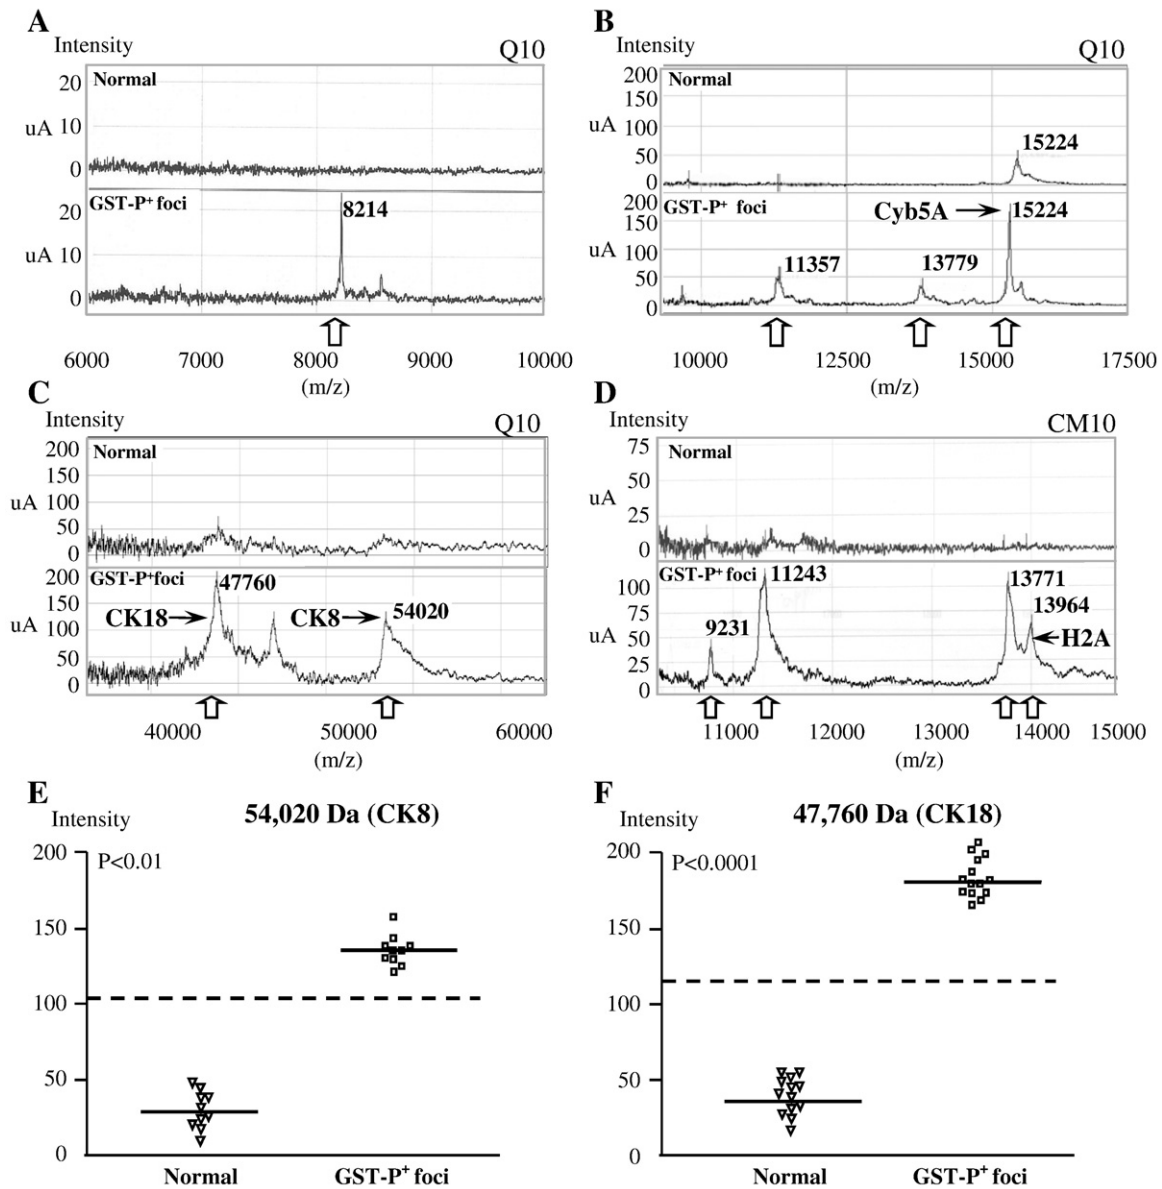 A
Intensity
Q10
20
Normal
uA 10
0
GST-P+ foci
20
8214
uA 10
0
6000 7000 8000 9000 10000
(m/z)
B
Intensity
Q10
200
Normal
150
uA 100
15224
50
0
200
GST-P+ foci
Cyb5A
15224
150
uA 100
11357
13779
50
0
10000 12500 15000 17500
(m/z)
C
Intensity
Q10
200
Normal
150
uA 100
50
0
GST-P+foci
200
47760
150
CK18
CK8
54020
uA 100
50
0
40000 50000 60000
(m/z)
D
Intensity
CM10
75
Normal
50
uA
25
0
GST-P+ foci
11243
13771
100
13964
75
9231
uA 50
H2A
25
0
11000 12000 13000 14000 15000
(m/z)
E
54,020 Da (CK8)
Intensity
200
P<0.01
150
100
50
0
Normal GST-P+ foci
F
47,760 Da (CK18)
Intensity
200
P<0.0001
150
100
50
0
Normal GST-P+ foci